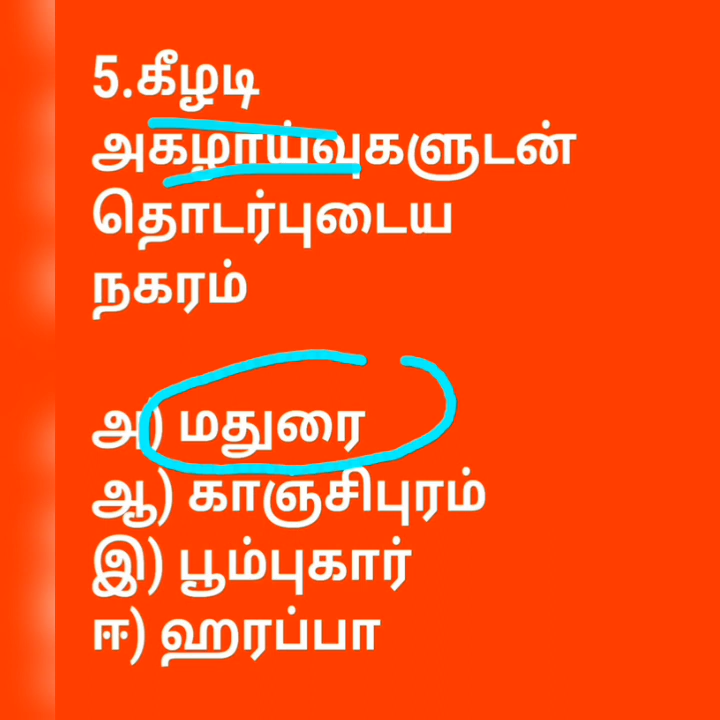 5.கீழடி
அகழாய்வுகளுடன்
தொடர்புடைய
நகரம்
அ) மதுரை
ஆ) காஞ்சிபுரம்
இ) பூம்புகார்
ஈ) ஹரப்பா